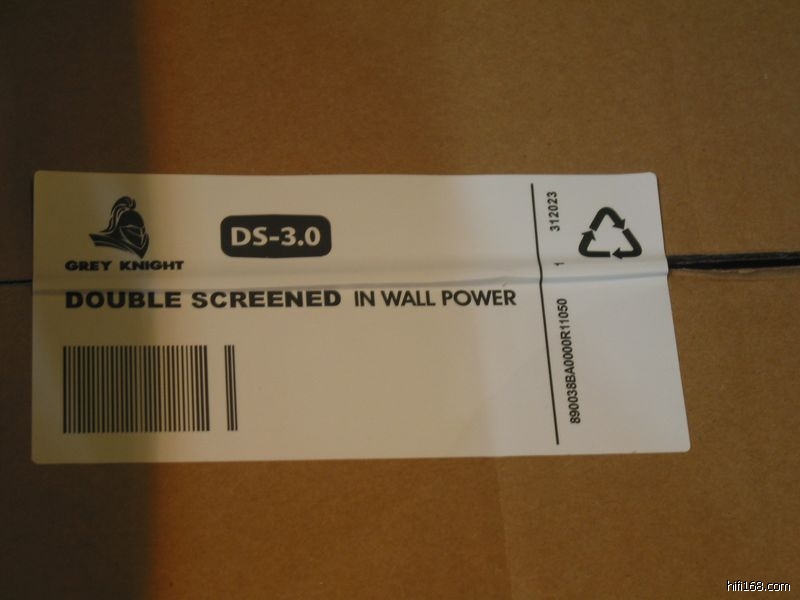 GREY KNIGHT
DS-3.0
DOUBLE SCREENED IN WALL POWER
312023
1
890038BA0000R11050
hifi168.com